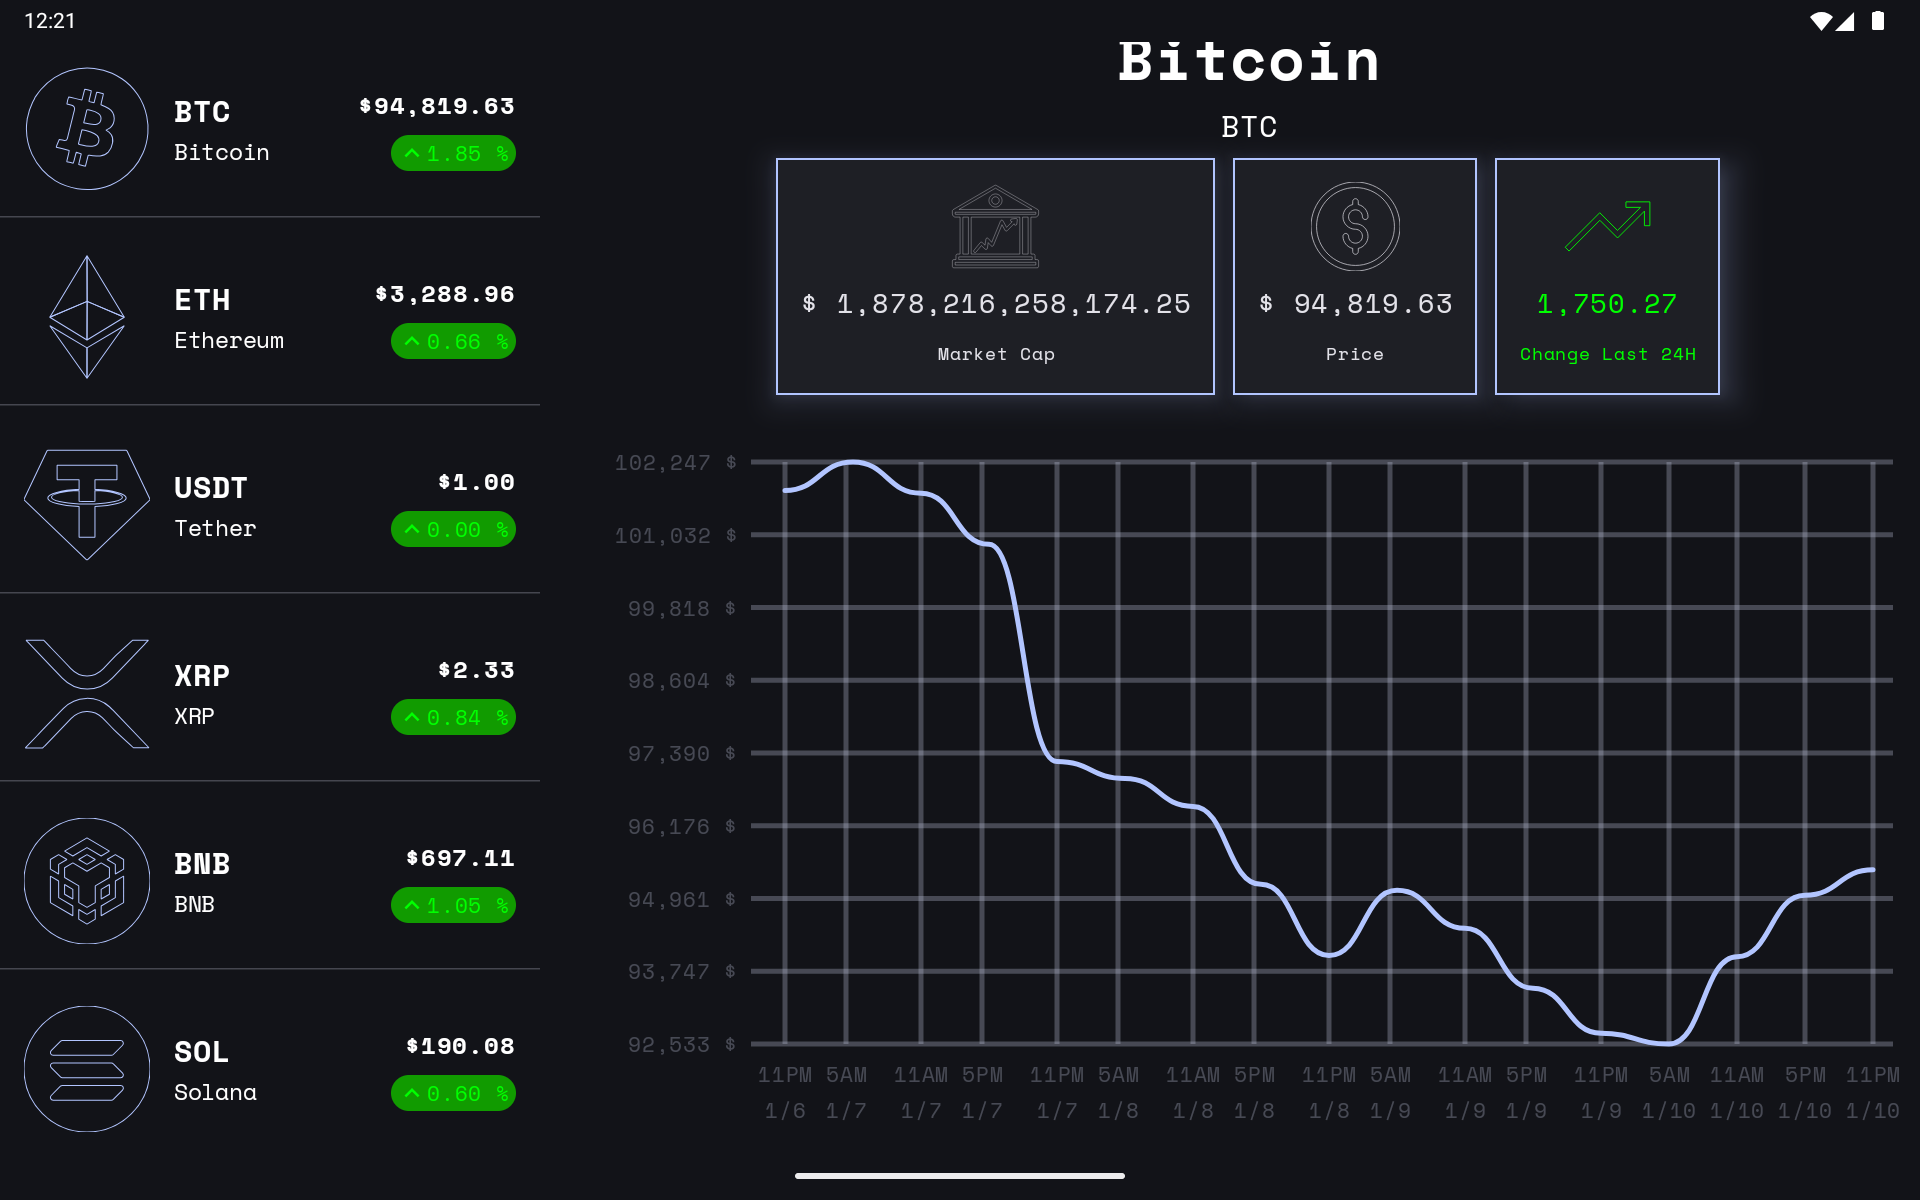 12:21
BTC
Bitcoin
$94,819.63
1.85 %
ETH
Ethereum
$3,288.96
0.66 %
USDT
Tether
$1.00
0.00 %
XRP
XRP
$2.33
0.84 %
BNB
BNB
$697.11
1.05 %
SOL
Solana
$190.08
0.60 %
Bitcoin
BTC
$ 1,878,216,258,174.25
Market Cap
$ 94,819.63
Price
1,750.27
Change Last 24H
102,247 $
101,032 $
99,818 $
98,604 $
97,390 $
96,176 $
94,961 $
93,747 $
92,533 $
11PM 5AM 11AM 5PM 11PM 5AM 11AM 5PM 11PM 5AM 11AM 5PM 11PM 5AM 11AM 5PM 11PM
1/6 1/7 1/7 1/7 1/7 1/8 1/8 1/8 1/8 1/9 1/9 1/9 1/9 1/10 1/10 1/10 1/10